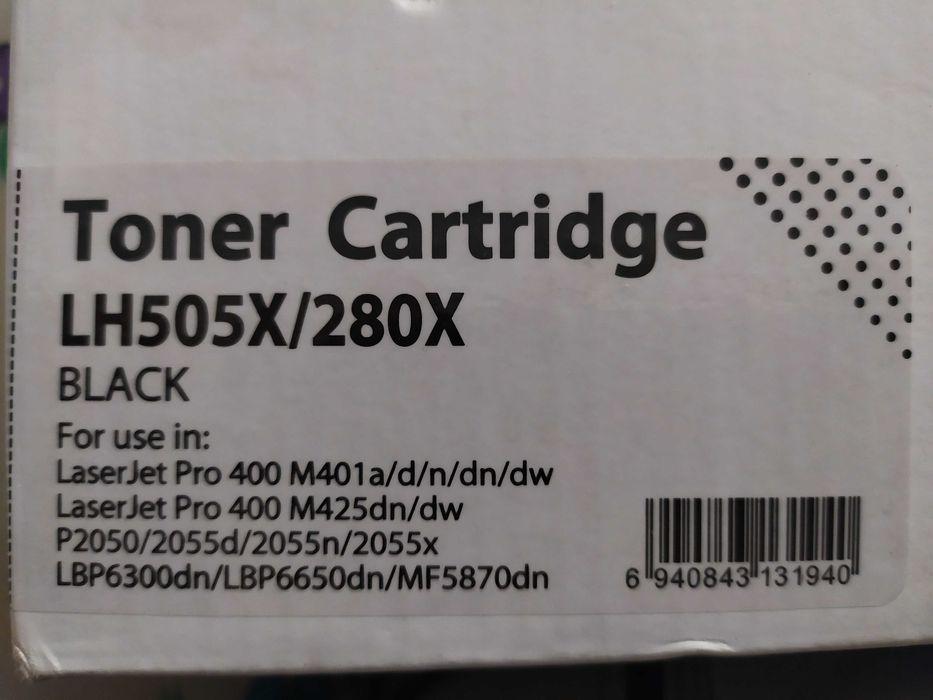 Toner Cartridge
LH505X/280X
BLACK
For use in:
LaserJet Pro 400 M401a/d/n/dn/dw
LaserJet Pro 400 M425dn/dw
P2050/2055d/2055n/2055x
LBP6300dn/LBP6650dn/MF5870dn
6 940843 131940